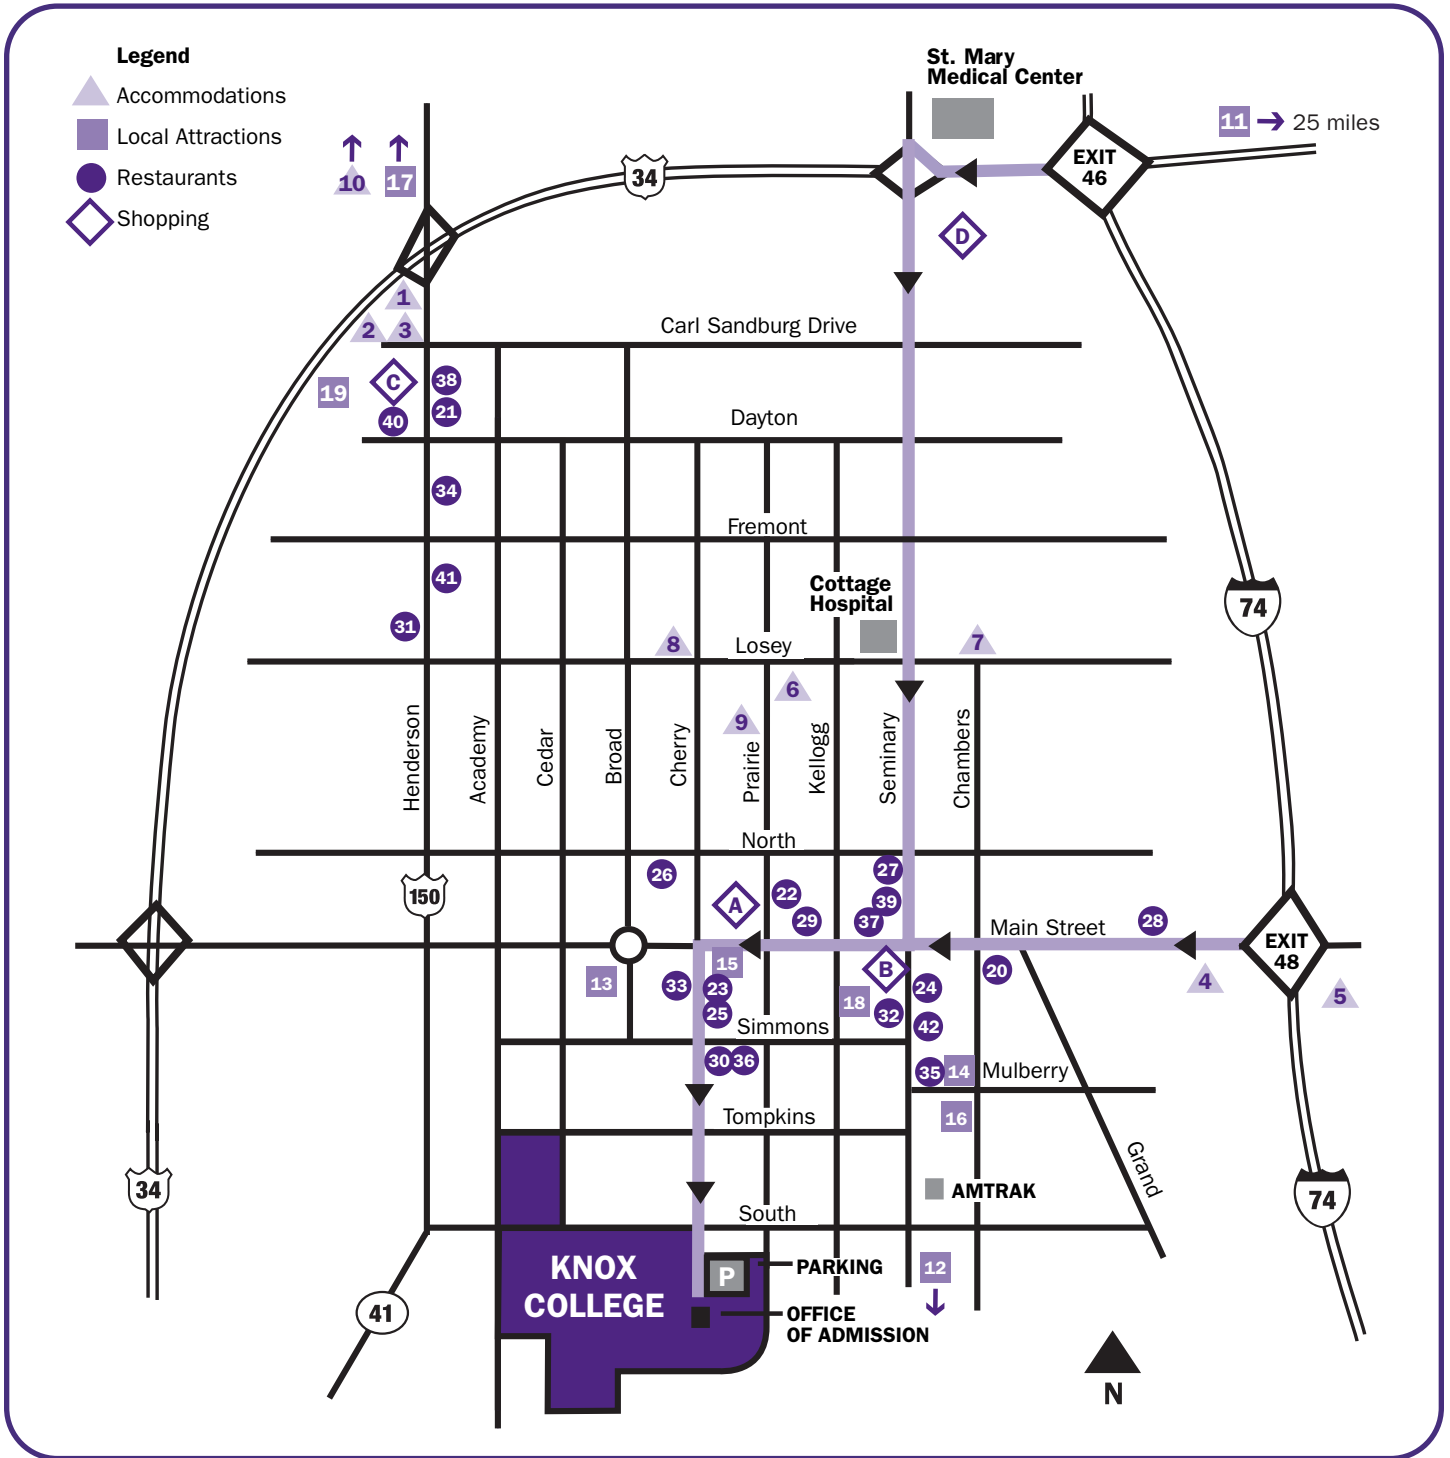 Legend
Accommodations
Local Attractions
Restaurants
Shopping
St. Mary
Medical Center
11 25 miles
EXIT
46
34
10 17
D
1
2 3
Carl Sandburg Drive
C 38
19
40 21
Dayton
34
Fremont
41
Cottage
Hospital
74
31
8 Losey 7
6
9
Henderson
Academy
Cedar
Broad
Cherry
Prairie
Kellogg
Seminary
Chambers
North
150
26
27
22
A
39
29 37
28
Main Street
EXIT
48
15
B
20
13 33 23
24
4
5
18
25 32
Simmons 42
30 36
35 14 Mulberry
16
Tompkins
Grand
34
AMTRAK
74
South
KNOX
COLLEGE
P
PARKING
12
41
OFFICE
OF ADMISSION
N